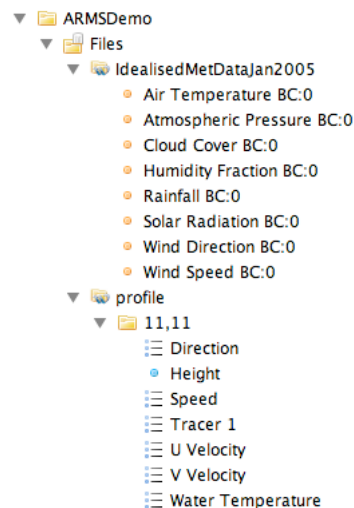 ARMSDemo
Files
IdealisedMetDataJan2005
Air Temperature BC:0
Atmospheric Pressure BC:0
Cloud Cover BC:0
Humidity Fraction BC:0
Rainfall BC:0
Solar Radiation BC:0
Wind Direction BC:0
Wind Speed BC:0
profile
11,11
Direction
Height
Speed
Tracer 1
U Velocity
V Velocity
Water Temperature